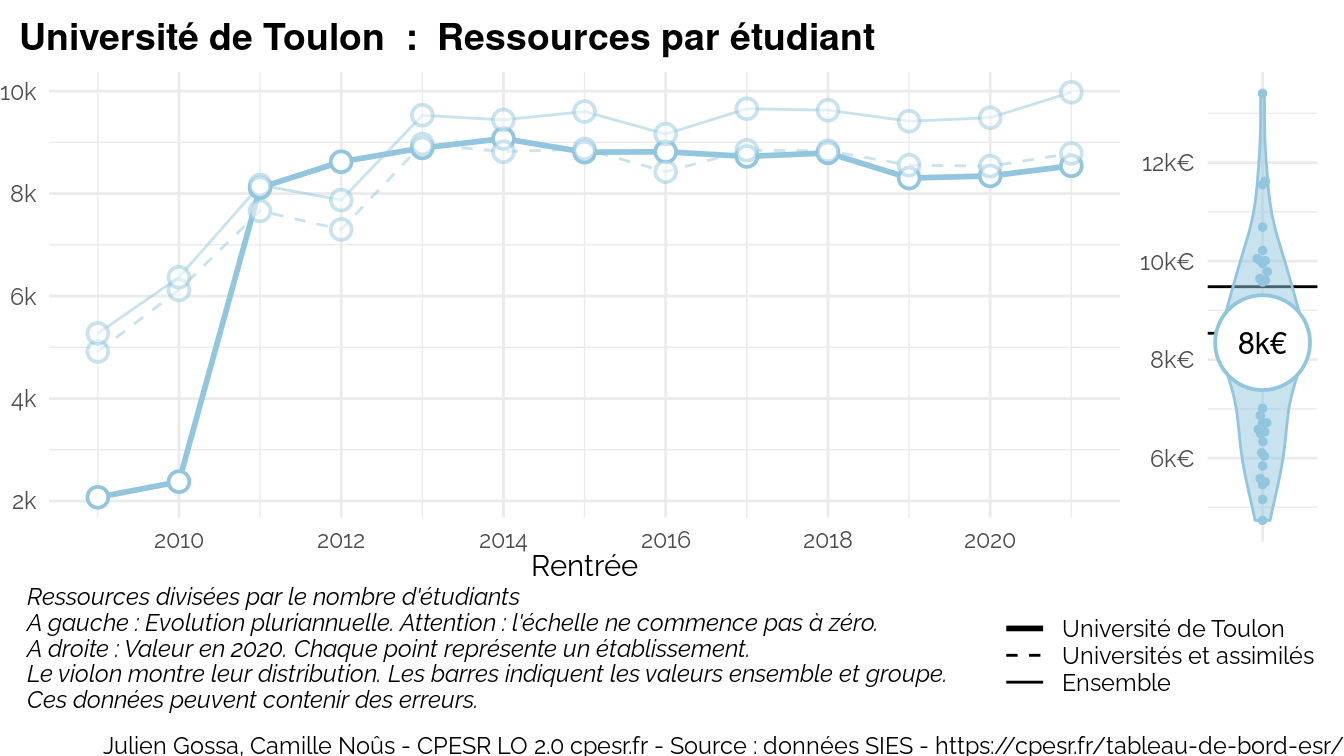 Université de Toulon : Ressources par étudiant
10k
8k
6k
4k
2k
2010 2012 2014 2016 2018 2020
Rentrée
12k€
10k€
8k€
6k€
8k€
Ressources divisées par le nombre d'étudiants
A gauche : Evolution pluriannuelle. Attention : l'échelle ne commence pas à zéro.
A droite : Valeur en 2020. Chaque point représente un établissement.
Le violon montre leur distribution. Les barres indiquent les valeurs ensemble et groupe.
Ces données peuvent contenir des erreurs.
Université de Toulon
Universités et assimilés
Ensemble
Julien Gossa, Camille Noûs - CPESR LO 2.0 cpesr.fr - Source : données SIES - https://cpesr.fr/tableau-de-bord-esr/